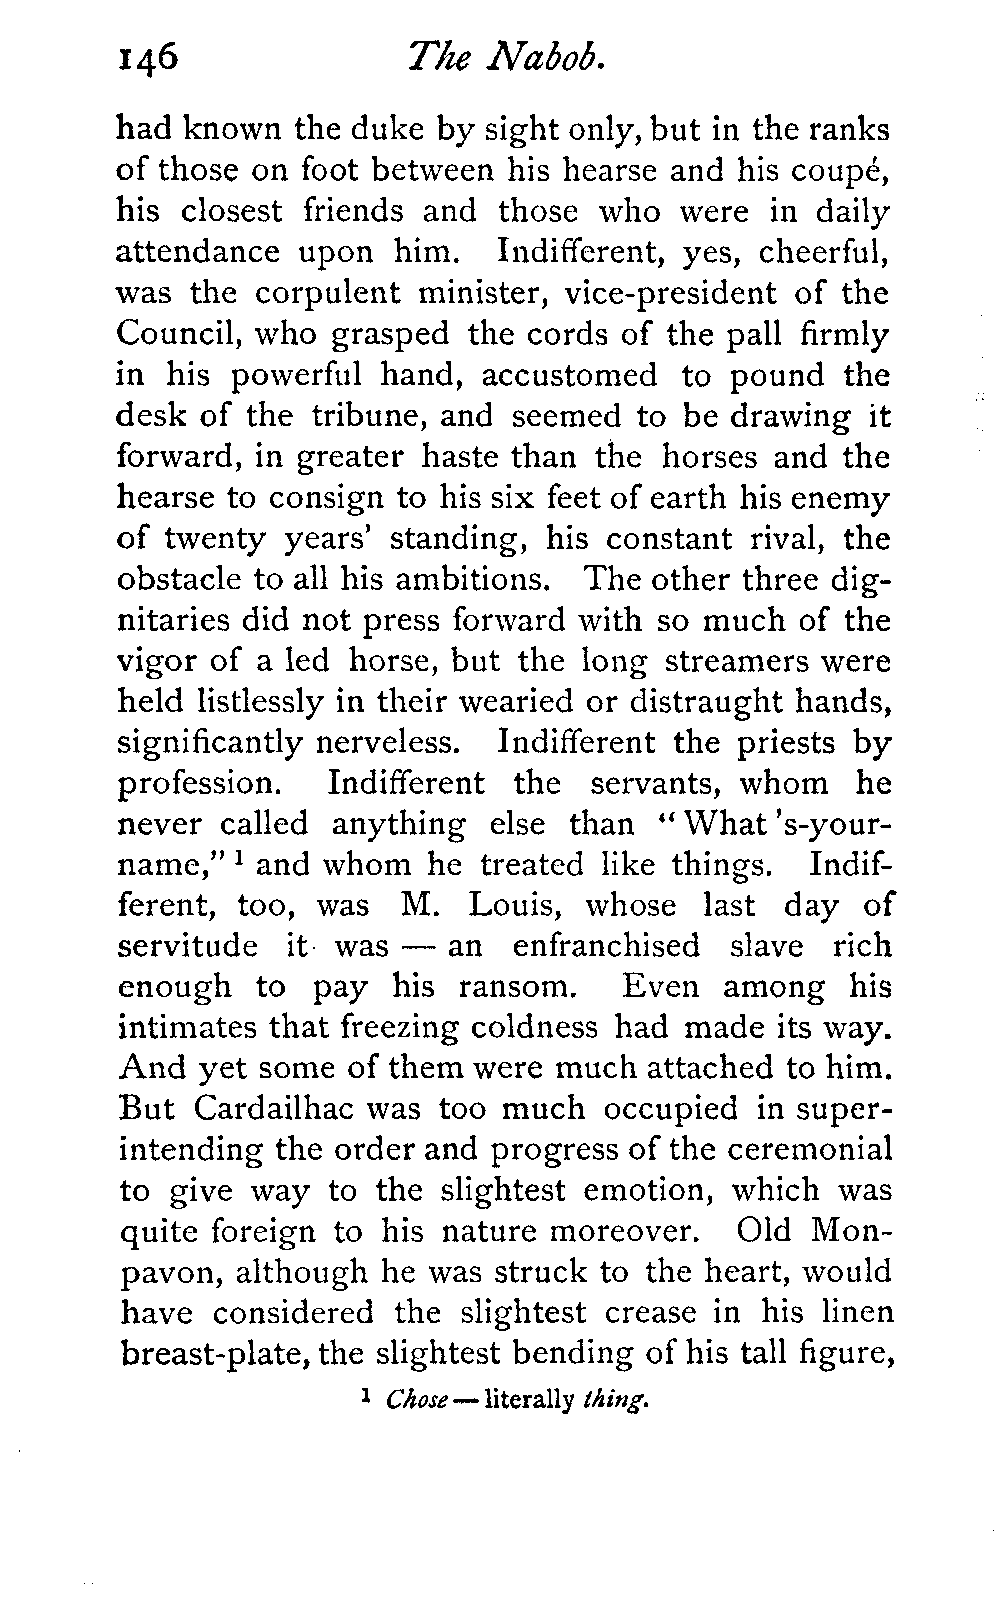 146 The Nabob.
had known the duke by sight only, but in the ranks
of those on foot between his hearse and his coupé,
his closest friends and those who were in daily
attendance upon him. Indifferent, yes, cheerful,
was the corpulent minister, vice-president of the
Council, who grasped the cords of the pall firmly
in his powerful hand, accustomed to pound the
desk of the tribune, and seemed to be drawing it
forward, in greater haste than the horses and the
hearse to consign to his six feet of earth his enemy
of twenty years' standing, his constant rival, the
obstacle to all his ambitions. The other three dig-
nitaries did not press forward with so much of the
vigor of a led horse, but the long streamers were
held listlessly in their wearied or distraught hands,
significantly nerveless. Indifferent the priests by
profession. Indifferent the servants, whom he
never called anything else than “What 's-your-
name,” ¹ and whom he treated like things. Indif-
ferent, too, was M. Louis, whose last day of
servitude it was — an enfranchised slave rich
enough to pay his ransom. Even among his
intimates that freezing coldness had made its way.
And yet some of them were much attached to him.
But Cardailhac was too much occupied in super-
intending the order and progress of the ceremonial
to give way to the slightest emotion, which was
quite foreign to his nature moreover. Old Mon-
pavon, although he was struck to the heart, would
have considered the slightest crease in his linen
breast-plate, the slightest bending of his tall figure,
¹ Chose — literally thing.